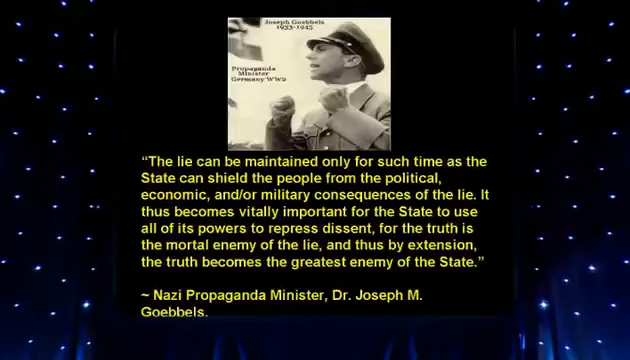 Joseph Goebbels
1933-1945
Propaganda
Minister
Germany WW2
“The lie can be maintained only for such time as the
State can shield the people from the political,
economic, and/or military consequences of the lie. It
thus becomes vitally important for the State to use
all of its powers to repress dissent, for the truth is
the mortal enemy of the lie, and thus by extension,
the truth becomes the greatest enemy of the State.”
~ Nazi Propaganda Minister, Dr. Joseph M.
Goebbels.